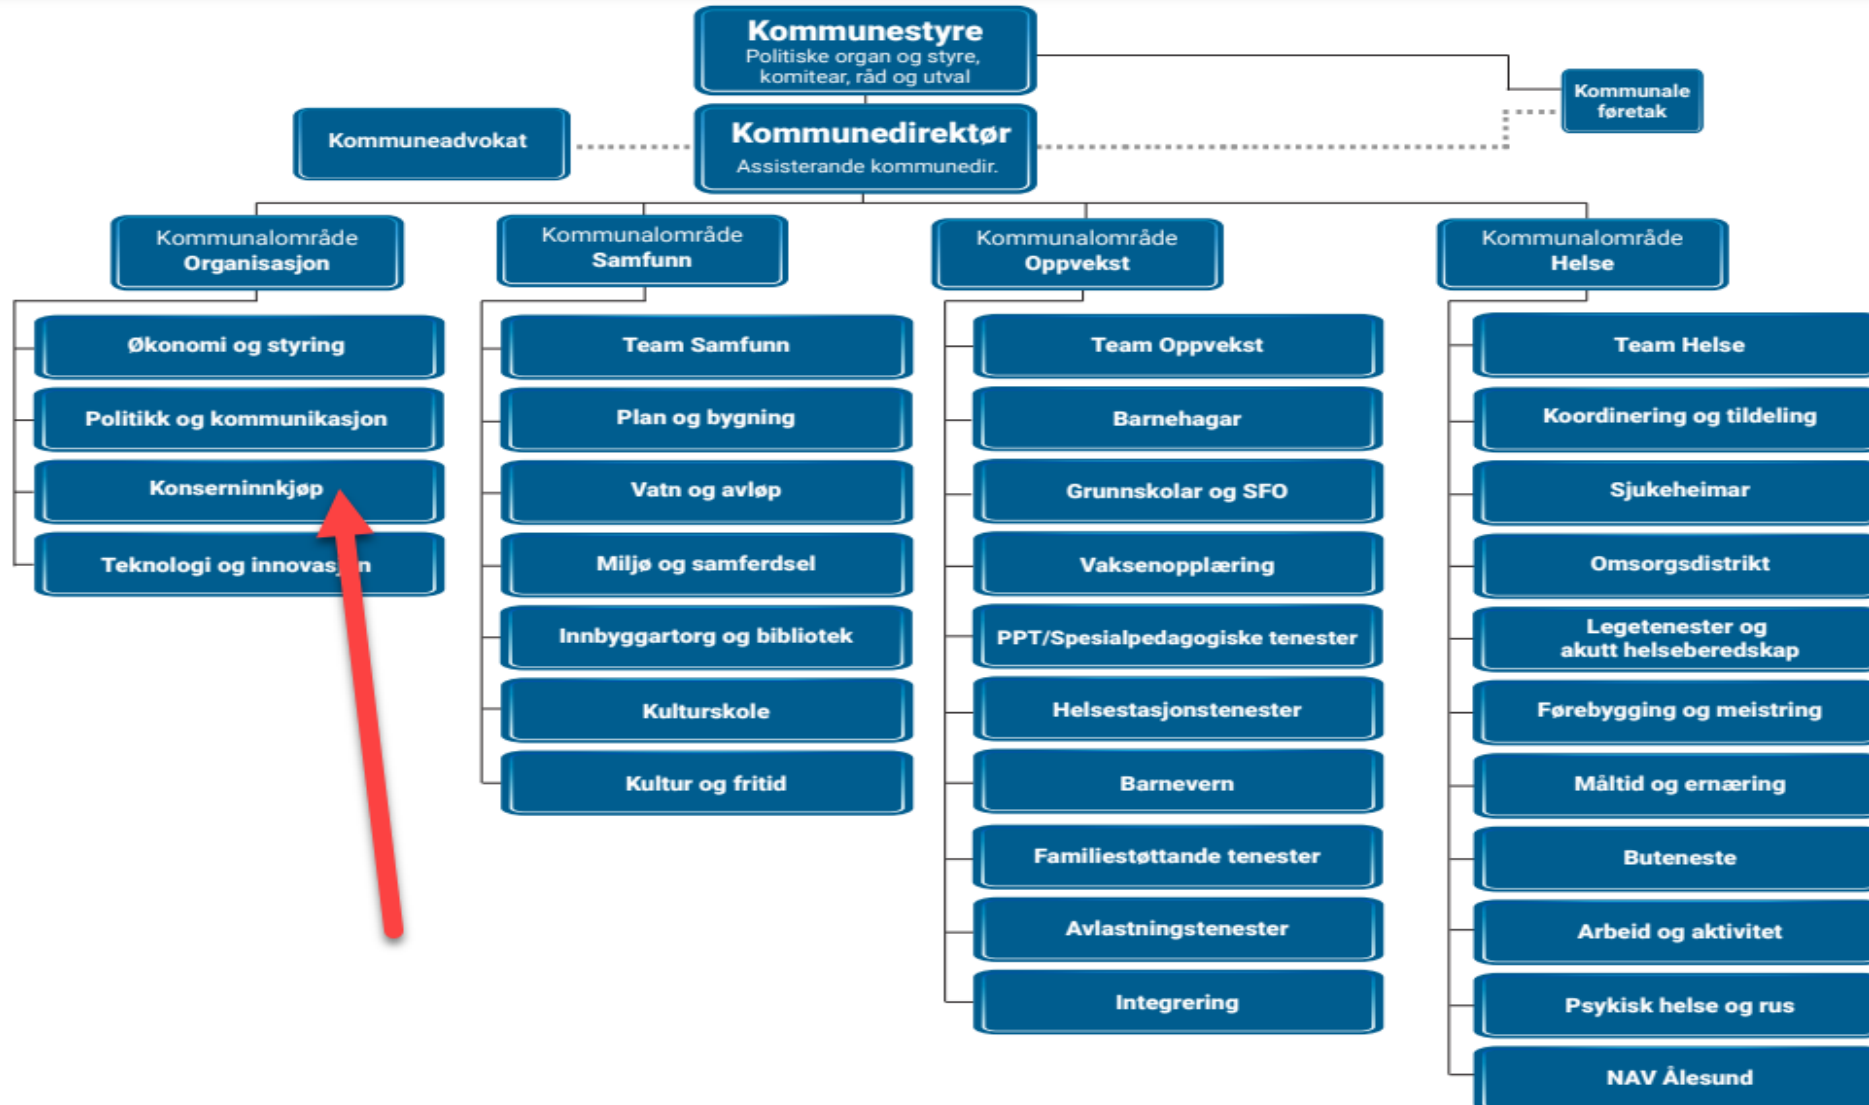 Kommunestyre
Politiske organ og styre,
komitear, råd og utval
Kommunale
føretak
Kommuneadvokat
Kommunedirektør
Assisterande kommunedir.
Kommunalområde
Organisasjon
Økonomi og styring
Politikk og kommunikasjon
Konserninnkjøp
Teknologi og innovasjon
Kommunalområde
Samfunn
Team Samfunn
Plan og bygning
Vatn og avløp
Miljø og samferdsel
Innbyggartorg og bibliotek
Kulturskole
Kultur og fritid
Kommunalområde
Oppvekst
Team Oppvekst
Barnehagar
Grunnskolar og SFO
Vaksenopplæring
PPT/Spesialpedagogiske tenester
Helsestasjonstenester
Barnevern
Familiestøttande tenester
Avlastningstenester
Integrering
Kommunalområde
Helse
Team Helse
Koordinering og tildeling
Sjukeheimar
Omsorgsdistrikt
Legetenester og
akutt helseberedskap
Førebygging og meistring
Måltid og ernæring
Buteneste
Arbeid og aktivitet
Psykisk helse og rus
NAV Ålesund